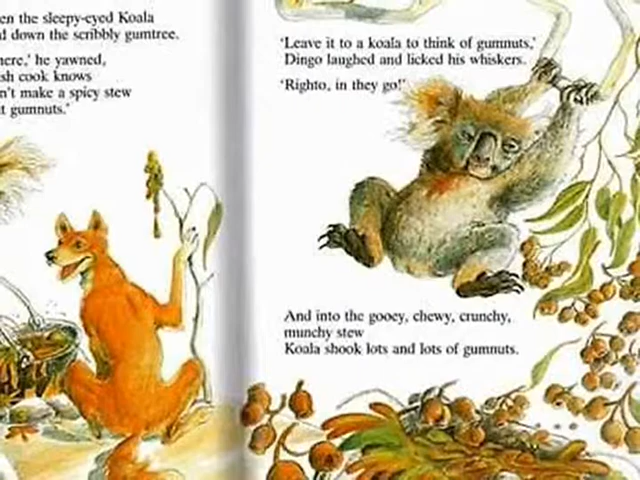 en the sleepy-eyed Koala
d down the scribbly gumtree.
here,' he yawned,
sh cook knows
n't make a spicy stew
t gumnuts.'
'Leave it to a koala to think of gumnuts,'
Dingo laughed and licked his whiskers.
'Righto, in they go!'
And into the gooey, chewy, crunchy,
munchy stew
Koala shook lots and lots of gumnuts.